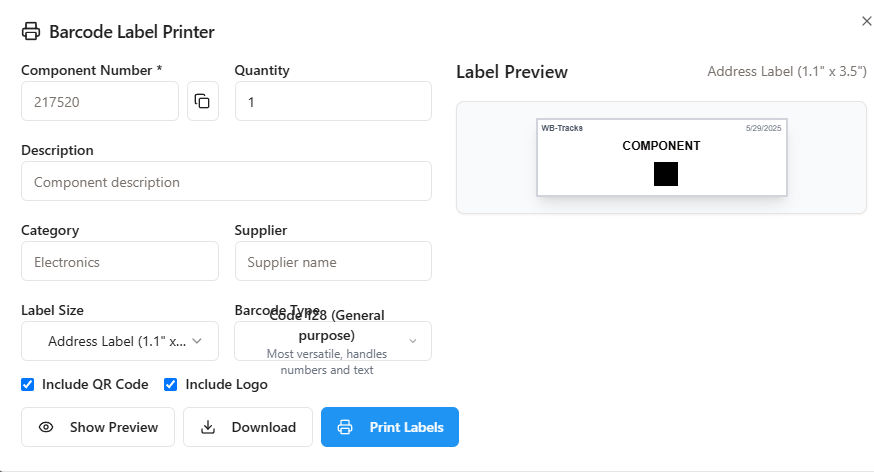 Barcode Label Printer
Component Number *
Quantity
217520
1
Description
Component description
Category
Supplier
Electronics
Supplier name
Label Size
Barcode Type
Address Label (1.1" x...
Code 128 (General
purpose)
Most versatile, handles
numbers and text
Include QR Code
Include Logo
Show Preview
Download
Print Labels
Label Preview
Address Label (1.1" x 3.5")
WB-Tracks
5/29/2025
COMPONENT